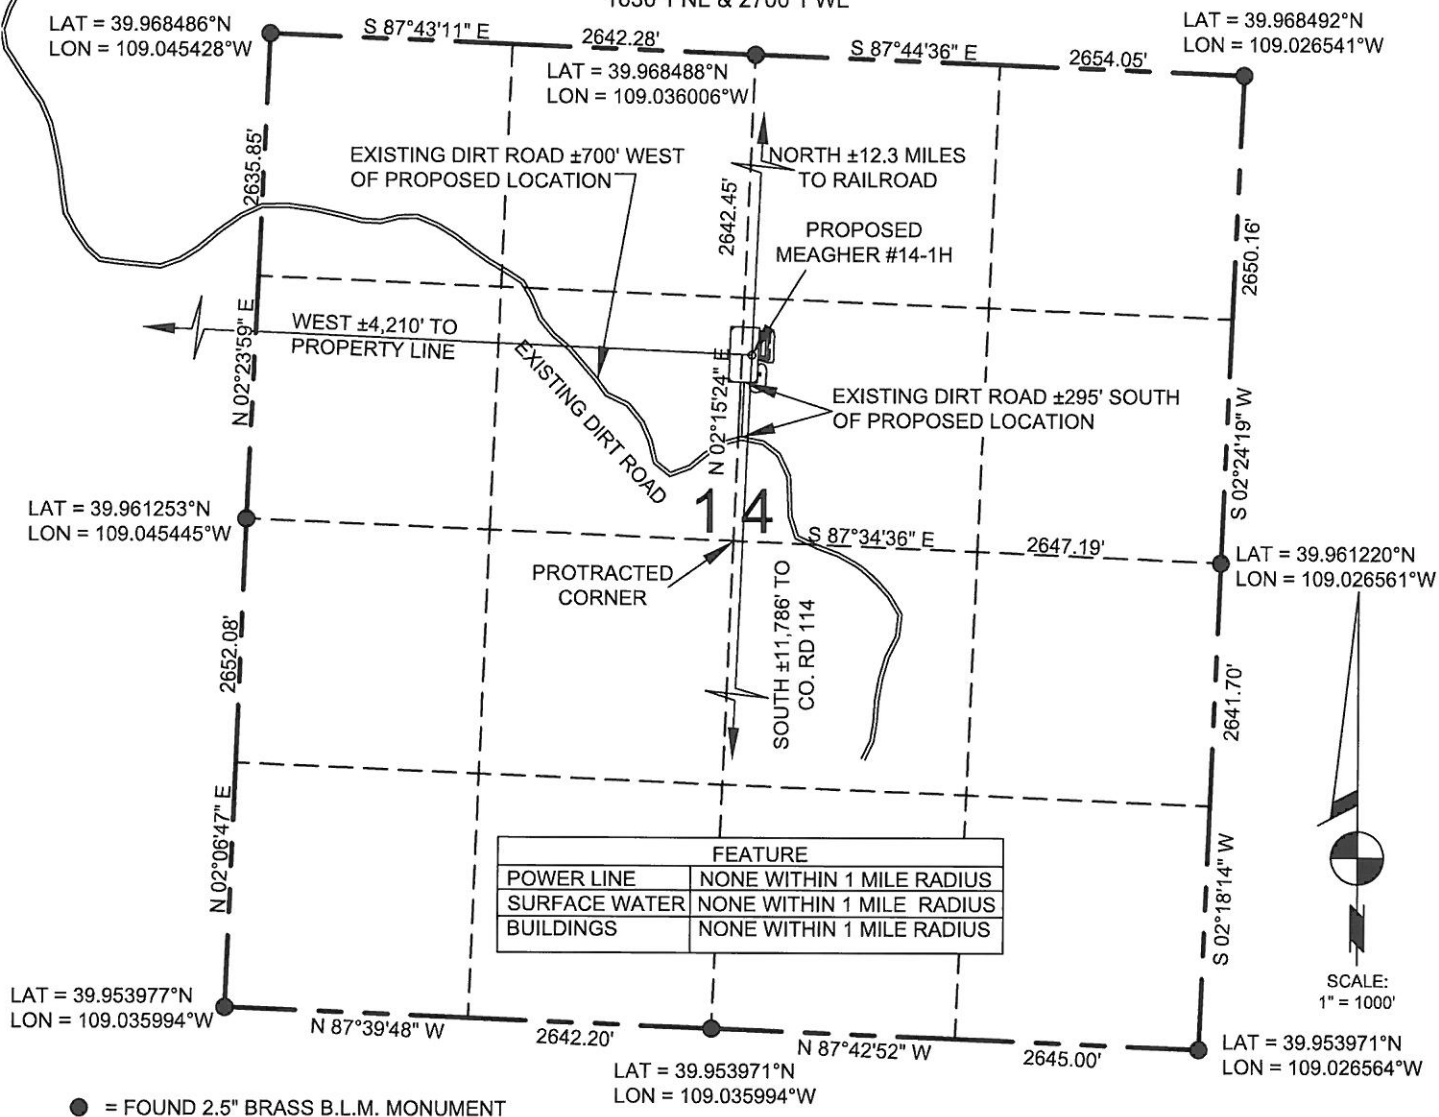 LAT = 39.968486°N
LON = 109.045428°W
S 87°43'11" E
2642.28'
LAT = 39.968488°N
LON = 109.036006°W
S 87°44'36" E
2654.05'
LAT = 39.968492°N
LON = 109.026541°W
2635.85'
EXISTING DIRT ROAD ±700' WEST
OF PROPOSED LOCATION
2642.45'
NORTH ±12.3 MILES
TO RAILROAD
PROPOSED
MEAGHER #14-1H
2650.16'
WEST ±4,210' TO
PROPERTY LINE
N 02°23'59" E
EXISTING DIRT ROAD
N 02°15'24" E
EXISTING DIRT ROAD ±295' SOUTH
OF PROPOSED LOCATION
S 02°24'19" W
LAT = 39.961253°N
LON = 109.045445°W
14
S 87°34'36" E
2647.19'
LAT = 39.961220°N
LON = 109.026561°W
PROTRACTED
CORNER
SOUTH ±11,786' TO
CO. RD 114
2652.08'
2641.70'
N 02°06'47" E
FEATURE
POWER LINE NONE WITHIN 1 MILE RADIUS
SURFACE WATER NONE WITHIN 1 MILE RADIUS
BUILDINGS NONE WITHIN 1 MILE RADIUS
S 02°18'14" W
SCALE:
1" = 1000'
LAT = 39.953977°N
LON = 109.035994°W
N 87°39'48" W
2642.20'
LAT = 39.953971°N
LON = 109.035994°W
N 87°42'52" W
2645.00'
LAT = 39.953971°N
LON = 109.026564°W
= FOUND 2.5" BRASS B.L.M. MONUMENT